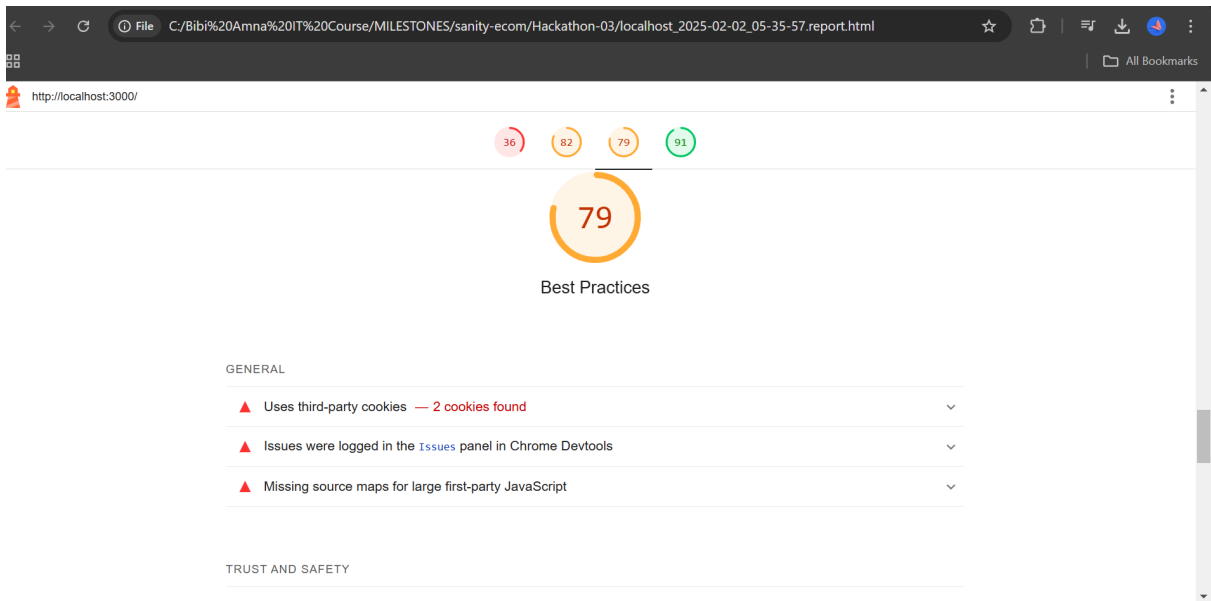 File C:/Bibi%20Amna%20IT%20Course/MILESTONES/sanity-ecom/Hackathon-03/localhost_2025-02-02_05-35-57.report.html
All Bookmarks
http://localhost:3000/
36 82 79 91
79
Best Practices
GENERAL
Uses third-party cookies — 2 cookies found
Issues were logged in the Issues panel in Chrome Devtools
Missing source maps for large first-party JavaScript
TRUST AND SAFETY